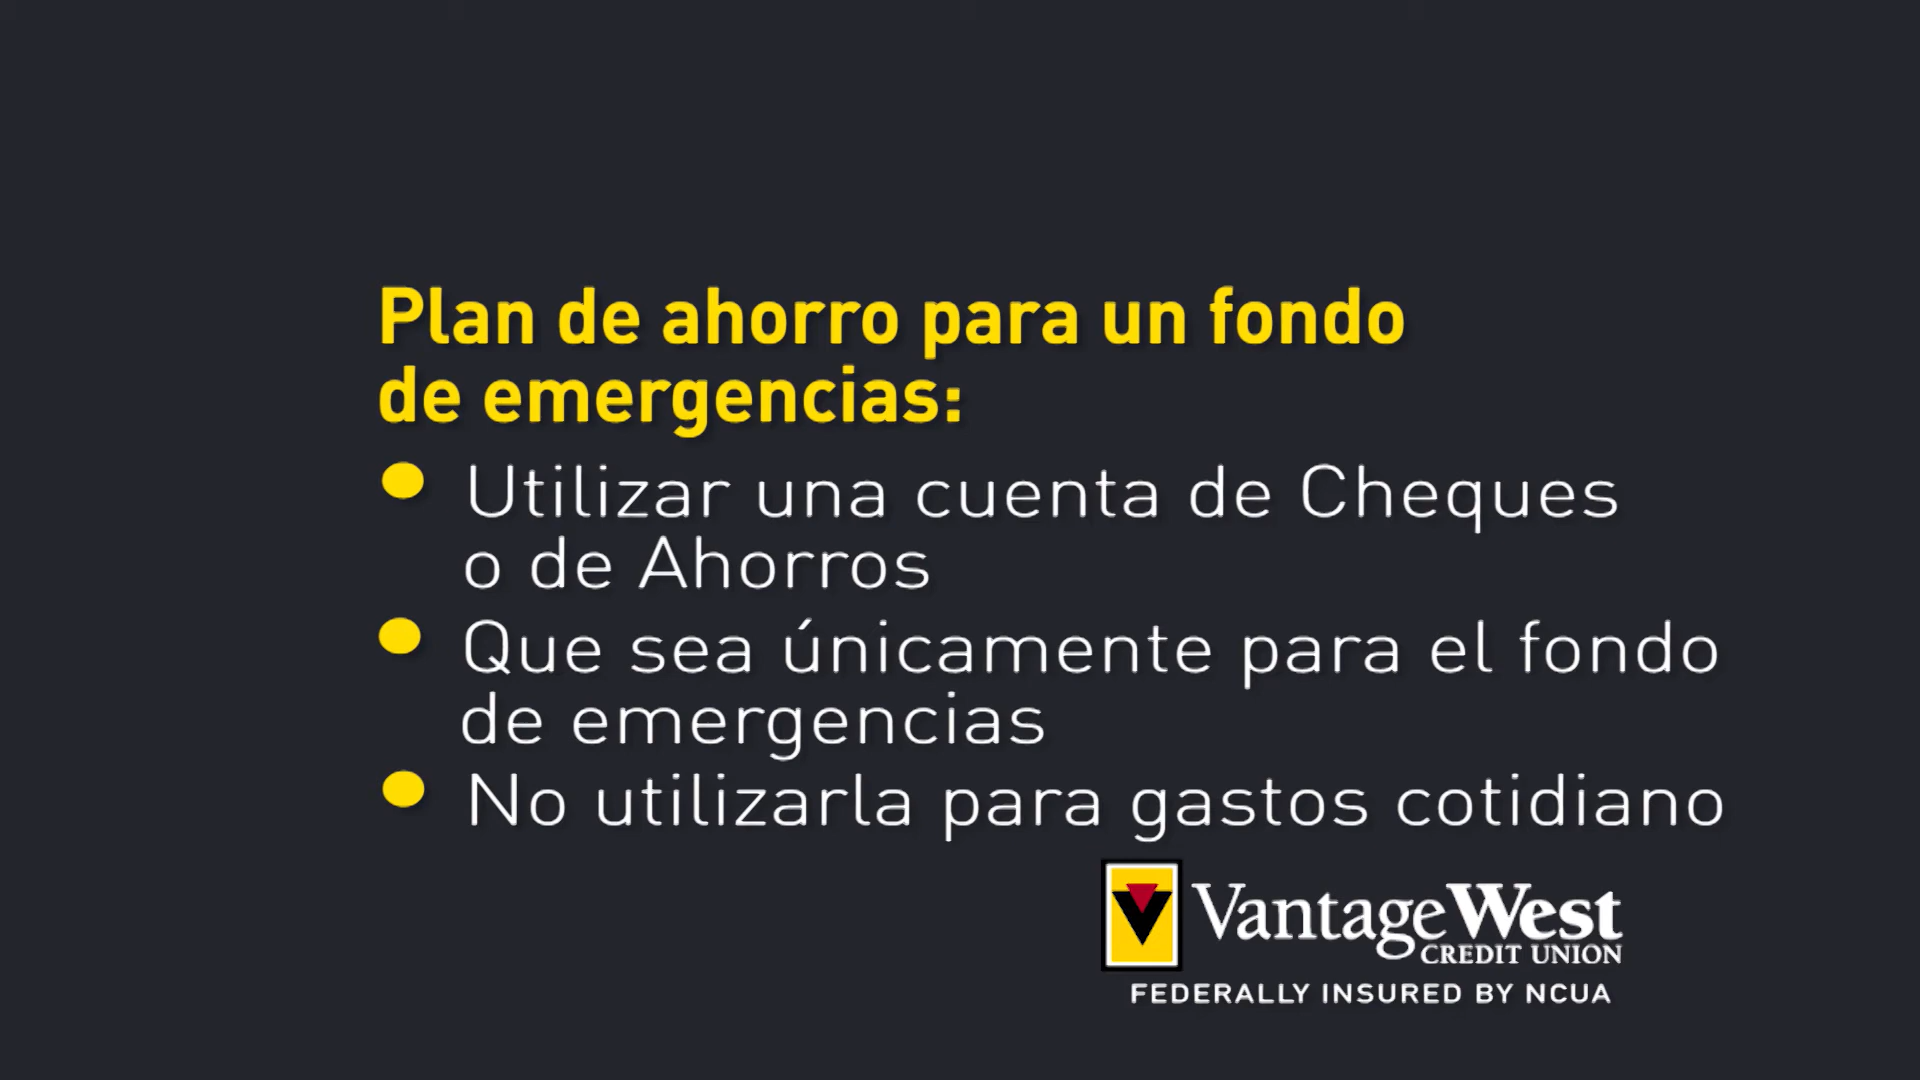 Plan de ahorro para un fondo
de emergencias:
Utilizar una cuenta de Cheques
o de Ahorros
Que sea únicamente para el fondo
de emergencias
No utilizarla para gastos cotidiano
VantageWest
CREDIT UNION
FEDERALLY INSURED BY NCUA